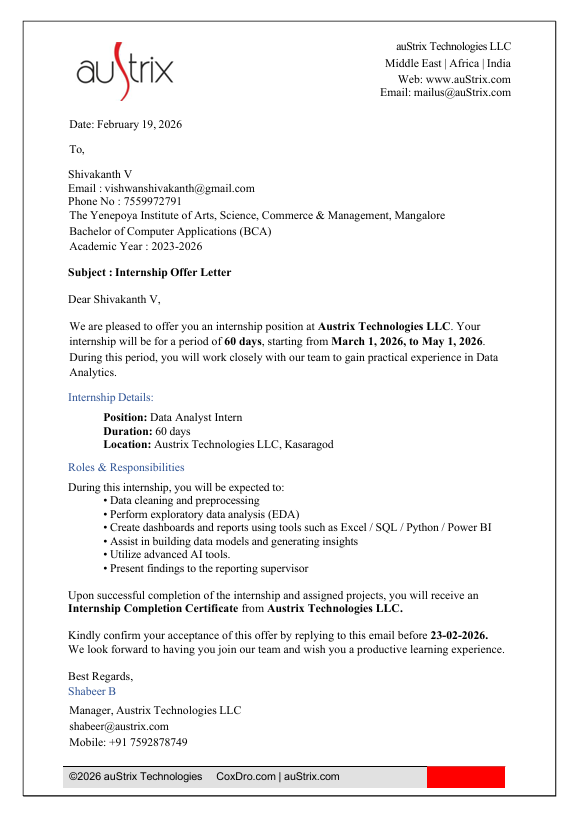 auStrix
auStrix Technologies LLC
Middle East | Africa | India
Web: www.auStrix.com
Email: mailus@auStrix.com
Date: February 19, 2026
To,
Shivakanth V
Email : vishwanshivakanth@gmail.com
Phone No : 7559972791
The Yenepoya Institute of Arts, Science, Commerce & Management, Mangalore
Bachelor of Computer Applications (BCA)
Academic Year : 2023-2026
Subject : Internship Offer Letter
Dear Shivakanth V,
We are pleased to offer you an internship position at Austrix Technologies LLC. Your
internship will be for a period of 60 days, starting from March 1, 2026, to May 1, 2026.
During this period, you will work closely with our team to gain practical experience in Data
Analytics.
Internship Details:
Position: Data Analyst Intern
Duration: 60 days
Location: Austrix Technologies LLC, Kasaragod
Roles & Responsibilities
During this internship, you will be expected to:
• Data cleaning and preprocessing
• Perform exploratory data analysis (EDA)
• Create dashboards and reports using tools such as Excel / SQL / Python / Power BI
• Assist in building data models and generating insights
• Utilize advanced AI tools.
• Present findings to the reporting supervisor
Upon successful completion of the internship and assigned projects, you will receive an
Internship Completion Certificate from Austrix Technologies LLC.
Kindly confirm your acceptance of this offer by replying to this email before 23-02-2026.
We look forward to having you join our team and wish you a productive learning experience.
Best Regards,
Shabeer B
Manager, Austrix Technologies LLC
shabeer@austrix.com
Mobile: +91 7592878749
©2026 auStrix Technologies CoxDro.com | auStrix.com